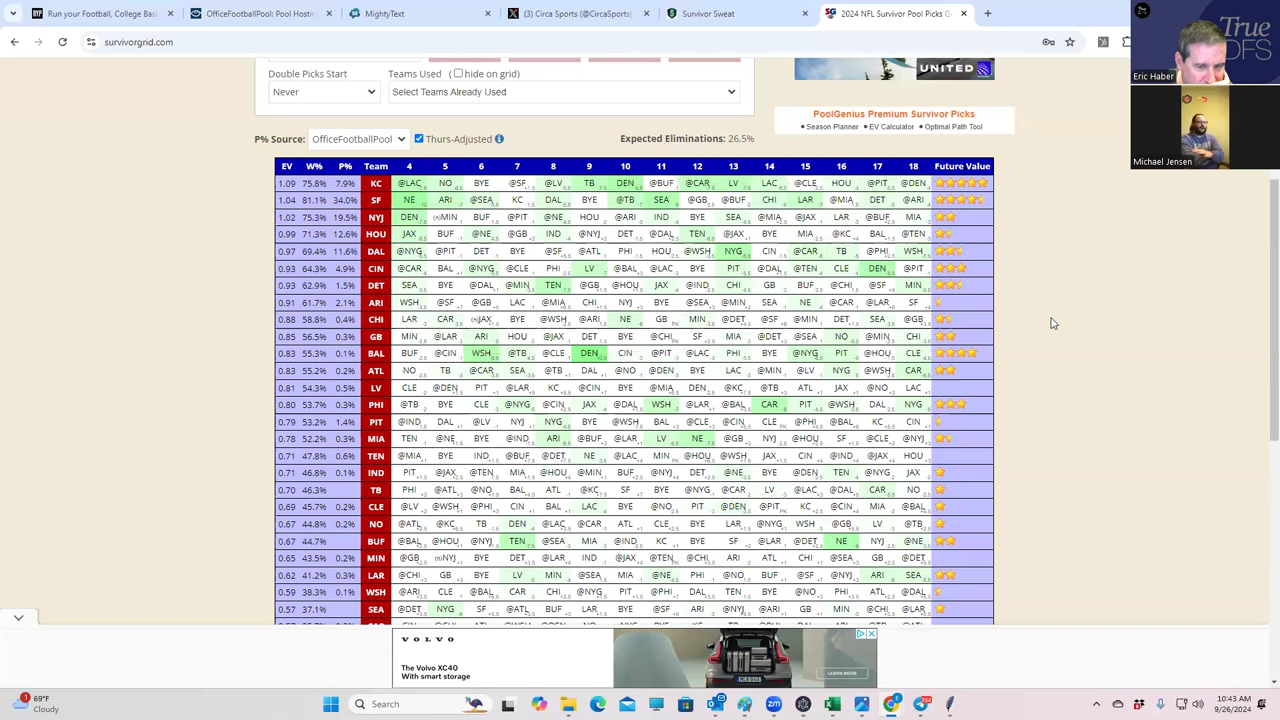 Run your Football, College Bask
OfficeFootballPool: Pool Hosting
MightyText
(3) Circa Sports (@CircaSports)
Survivor Sweat
2024 NFL Survivor Pool Picks G
survivorgrid.com
True
DFS
Eric Haber
Michael Jensen
Double Picks Start
Teams Used
hide on grid)
Never
Select Teams Already Used
UNITED
PoolGenius Premium Survivor Picks
• Season Planner • EV Calculator • Optimal Path Tool
P% Source: OfficeFootballPool Thurs-Adjusted Expected Eliminations: 26.5%
EV W% P% Team 4 5 6 7 8 9 10 11 12 13 14 15 16 17 18 Future Value
1.09 75.8% 7.9% KC @LAC NO BYE @SF @LV TB DEN @BUF @CAR LV LAC @CLE HOU @PIT @DEN
1.04 81.1% 34.0% SF NE ARI @SEA KC DAL BYE @TB SEA @GB @BUF CHI LAR @MIA DET @ARI
1.02 75.3% 19.5% NYJ DEN @MIN BUF @PIT @NE HOU @ARI IND BYE SEA @MIA @JAX LAR @BUF MIA
0.99 71.3% 12.6% HOU JAX BUF @NE @GB IND @NYJ DET @DAL TEN @JAX BYE MIA @KC BAL @TEN
0.97 69.4% 11.6% DAL @NYG @PIT DET BYE @SF @ATL PHI HOU @WSH NYG CIN @CAR TB @PHI WSH
0.93 64.3% 4.9% CIN @CAR BAL @NYG @CLE PHI LV @BAL @LAC BYE PIT @DAL @TEN CLE DEN @PIT
0.93 62.9% 1.5% DET SEA BYE @DAL @MIN TEN @GB @HOU JAX @IND CHI GB BUF @CHI @SF MIN
0.91 61.7% 2.1% ARI WSH @SF @GB LAC @MIA CHI NYJ BYE @SEA @MIN SEA NE @CAR @LAR SF
0.88 58.8% 0.4% CHI LAR CAR @JAX BYE @WSH @ARI NE GB MIN @DET @SF @MIN DET SEA @GB
0.85 56.5% 0.3% GB MIN @LAR ARI HOU @JAX DET BYE @CHI SF MIA @DET @SEA NO @MIN CHI
0.83 55.3% 0.1% BAL BUF @CIN WSH @TB @CLE DEN CIN @PIT @LAC PHI BYE @NYG PIT @HOU CLE
0.83 55.2% 0.2% ATL NO TB @CAR SEA @TB DAL @NO @DEN BYE LAC @MIN @LV NYG @WSH CAR
0.81 54.3% 0.5% LV CLE @DEN PIT @LAR KC @CIN BYE @MIA DEN @KC @TB ATL JAX @NO LAC
0.80 53.7% 0.3% PHI @TB BYE CLE @NYG @CIN JAX @DAL WSH @LAR @BAL CAR PIT @WSH DAL NYG
0.79 53.2% 1.4% PIT @IND DAL @LV NYJ NYG BYE @WSH BAL @CLE @CIN CLE @PHI @BAL KC CIN
0.78 52.2% 0.3% MIA TEN @NE BYE @IND ARI @BUF @LAR LV NE @GB NYJ @HOU SF @CLE @NYJ
0.71 47.8% 0.6% TEN @MIA BYE IND @BUF @DET NE @LAC MIN @HOU @WSH JAX CIN @IND @JAX HOU
0.71 46.8% 0.1% IND PIT @JAX @TEN MIA @HOU @MIN BUF @NYJ DET @NE BYE @DEN TEN @NYG JAX
0.70 46.3% TB PHI @ATL @NO BAL ATL @KC SF BYE @NYG @CAR LV @LAC @DAL CAR NO
0.69 45.7% 0.2% CLE @LV @WSH @PHI CIN BAL LAC BYE @NO PIT @DEN @PIT KC @CIN MIA @BAL
0.67 44.8% 0.2% NO @ATL @KC TB DEN @LAC @CAR ATL CLE BYE LAR @NYG WSH @GB LV @TB
0.67 44.7% BUF @BAL @HOU @NYJ TEN @SEA MIA @IND KC BYE SF @LAR @DET NE NYJ @NE
0.65 43.5% 0.2% MIN @GB NYJ BYE DET @LAR IND @JAX @TEN @CHI ARI ATL CHI @SEA GB @DET
0.62 41.2% 0.3% LAR @CHI GB BYE LV MIN @SEA MIA @NE PHI @NO BUF @SF @NYJ ARI SEA
0.59 38.3% 0.1% WSH @ARI CLE @BAL CAR CHI @NYG PIT @PHI DAL TEN BYE @NO PHI ATL @DAL
0.57 37.1% SEA @DET NYG SF @ATL BUF LAR BYE @SF ARI @NYJ @ARI GB MIN @CHI @LAR
VOLVO
The Volvo XC40
With smart storage
LEARN MORE
69°F
Cloudy
Search
10:43 AM
9/26/2024